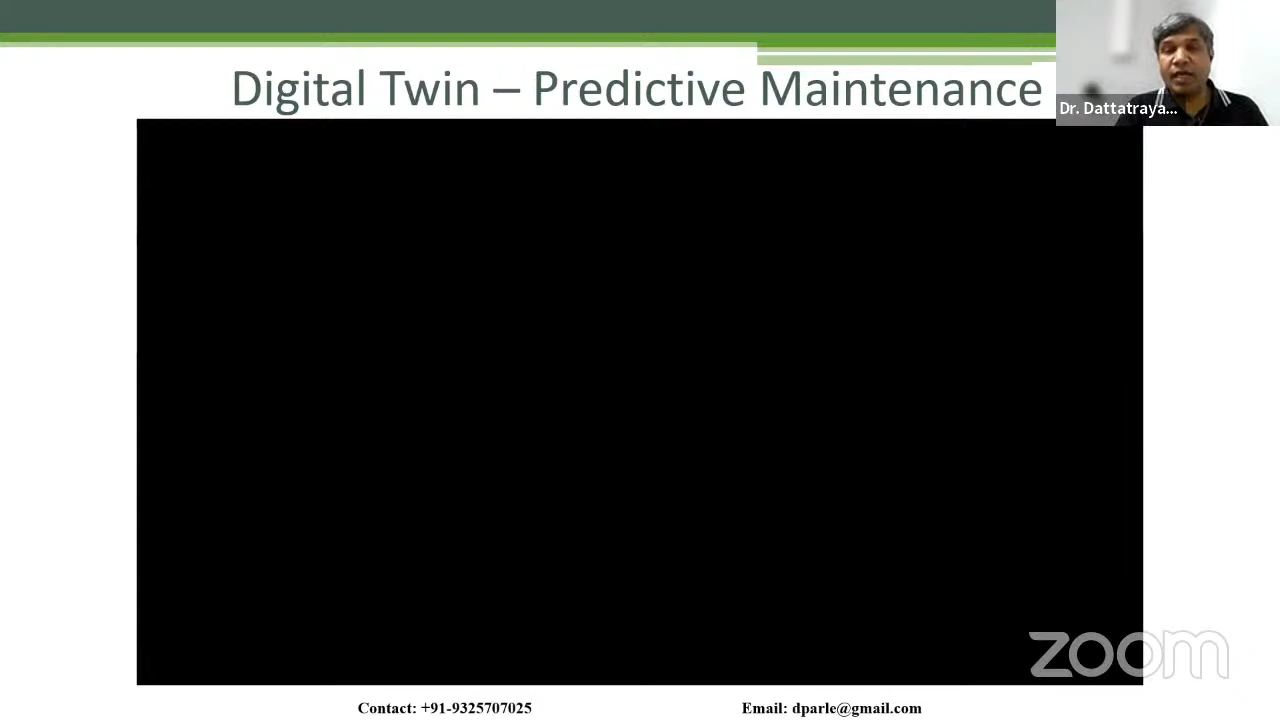 Digital Twin – Predictive Maintenance
Dr. Dattatraya...
zoom
Contact: +91-9325707025
Email: dparle@gmail.com